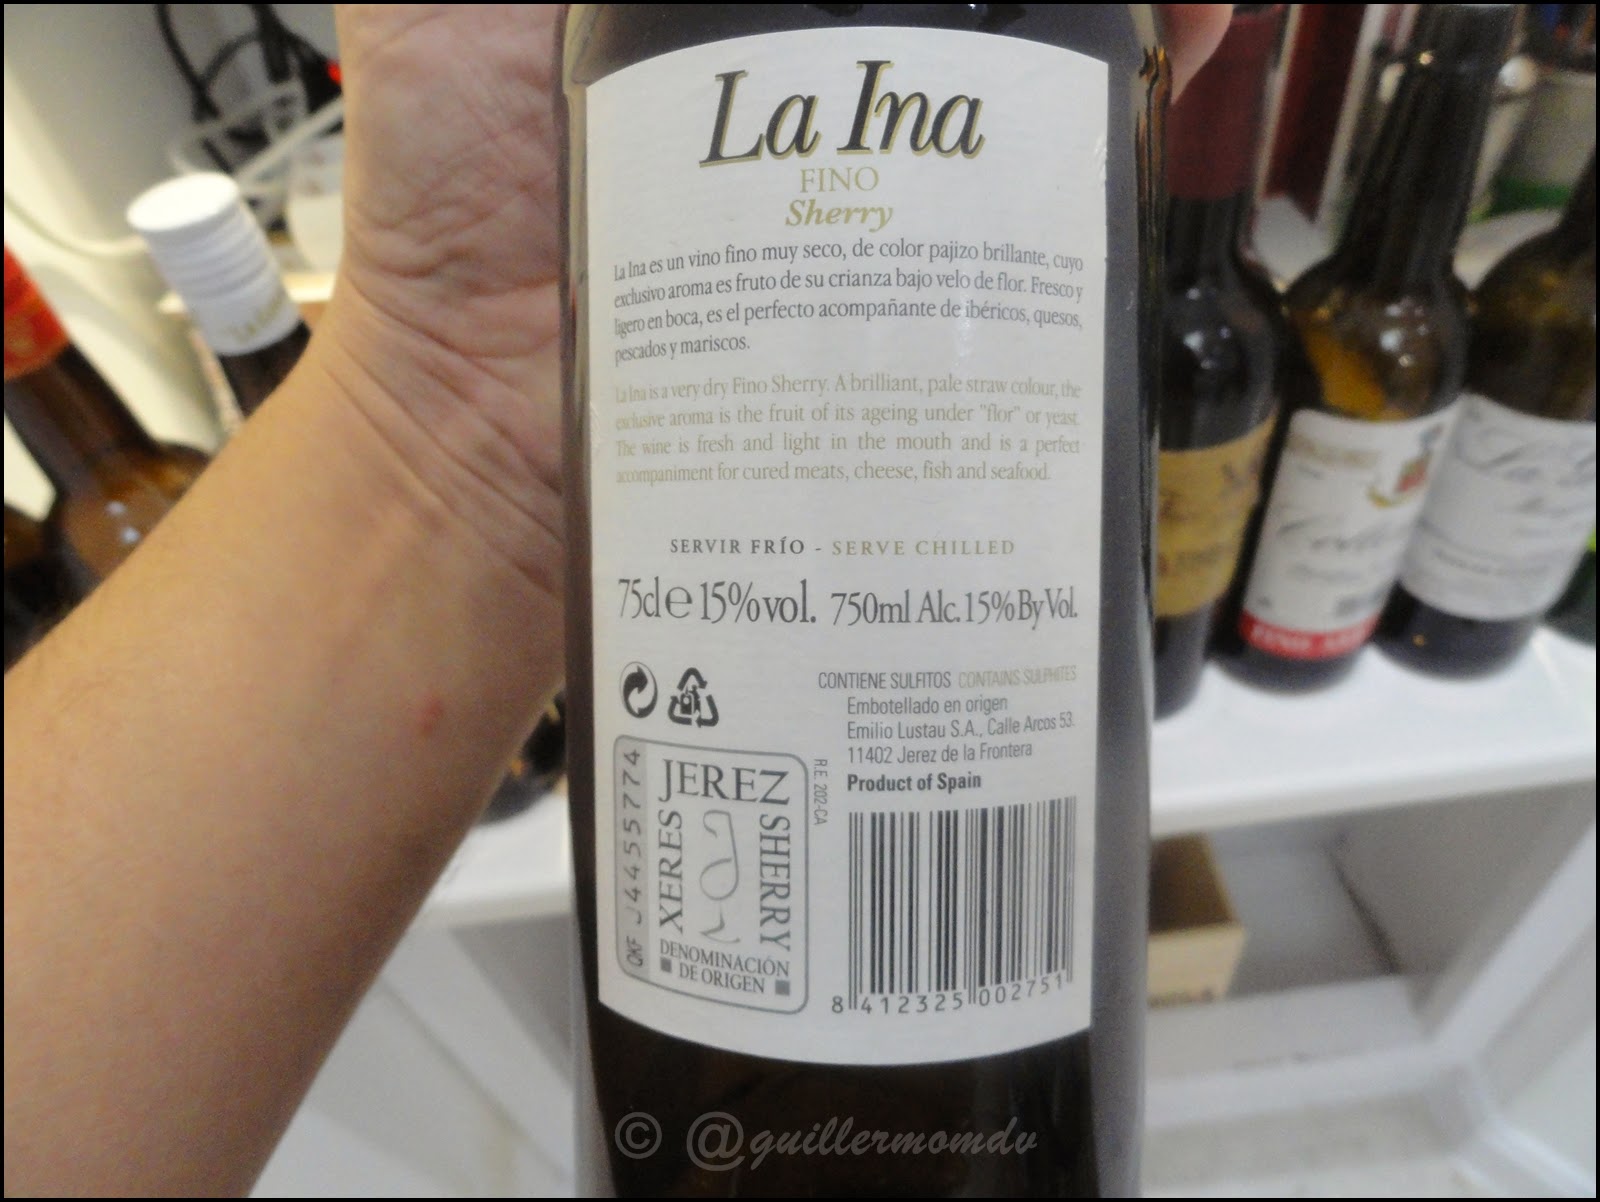 La Ina
FINO
Sherry
La Ina es un vino fino muy seco, de color pajizo brillante, cuyo
exclusivo aroma es fruto de su crianza bajo velo de flor. Fresco y
ligero en boca, es el perfecto acompañante de ibéricos, quesos,
pescados y mariscos.
La Ina is a very dry Fino Sherry. A brilliant, pale straw colour, the
exclusive aroma is the fruit of its ageing under "flor" or yeast.
The wine is fresh and light in the mouth and is a perfect
accompaniment for cured meats, cheese, fish and seafood.
SERVIR FRÍO - SERVE CHILLED
75cl e 15% vol. 750ml Alc. 15% By Vol.
CONTIENE SULFITOS CONTAINS SULPHITES
Embotellado en origen
Emilio Lustau S.A., Calle Arcos 53.
11402 Jerez de la Frontera
Product of Spain
R.E. 202-CA
QKF J4455774
JEREZ
XERES
SHERRY
DENOMINACIÓN
DE ORIGEN
8 412325 002751
© @guillermomdv